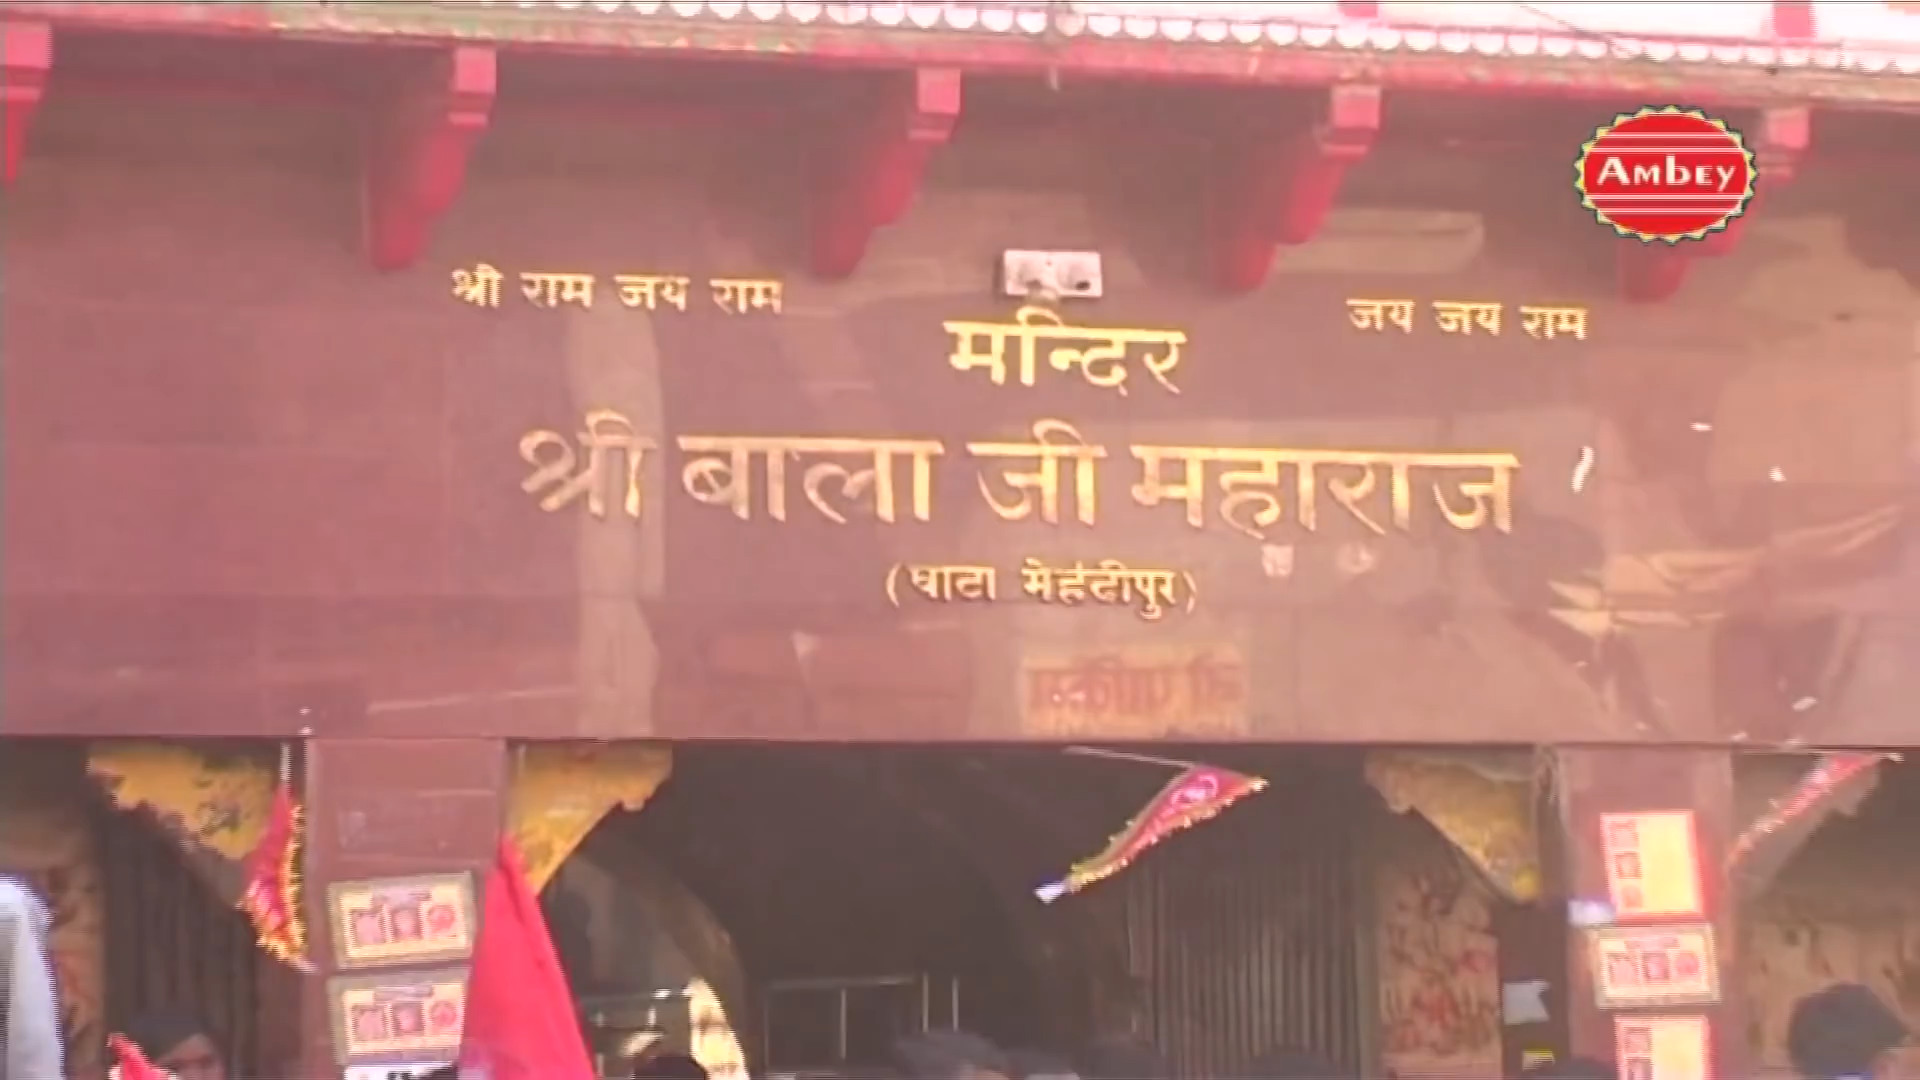 Ambey
श्री राम जय राम
जय जय राम
मन्दिर
श्री बाला जी महाराज
(घाटा मेहंदीपुर)